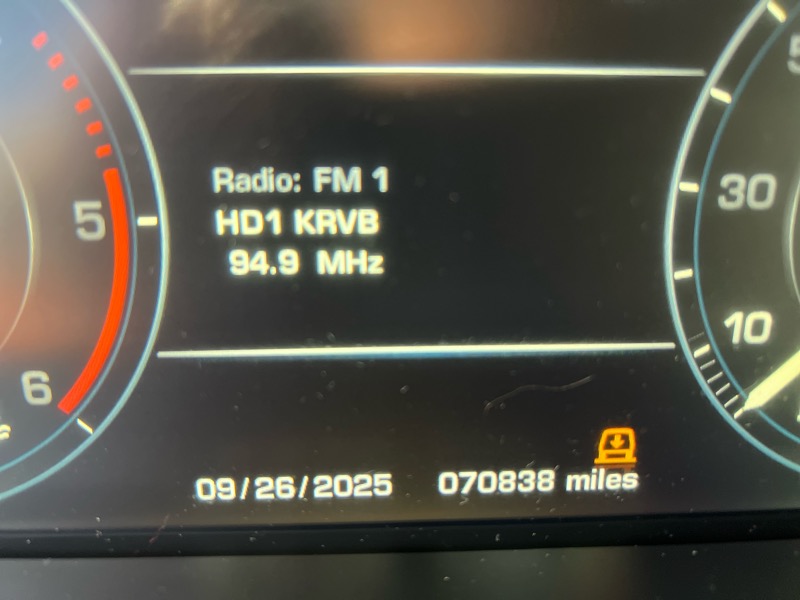 Radio: FM 1
HD1 KRVB
94.9 MHz
5
6
30
10
09/26/2025
070838 miles